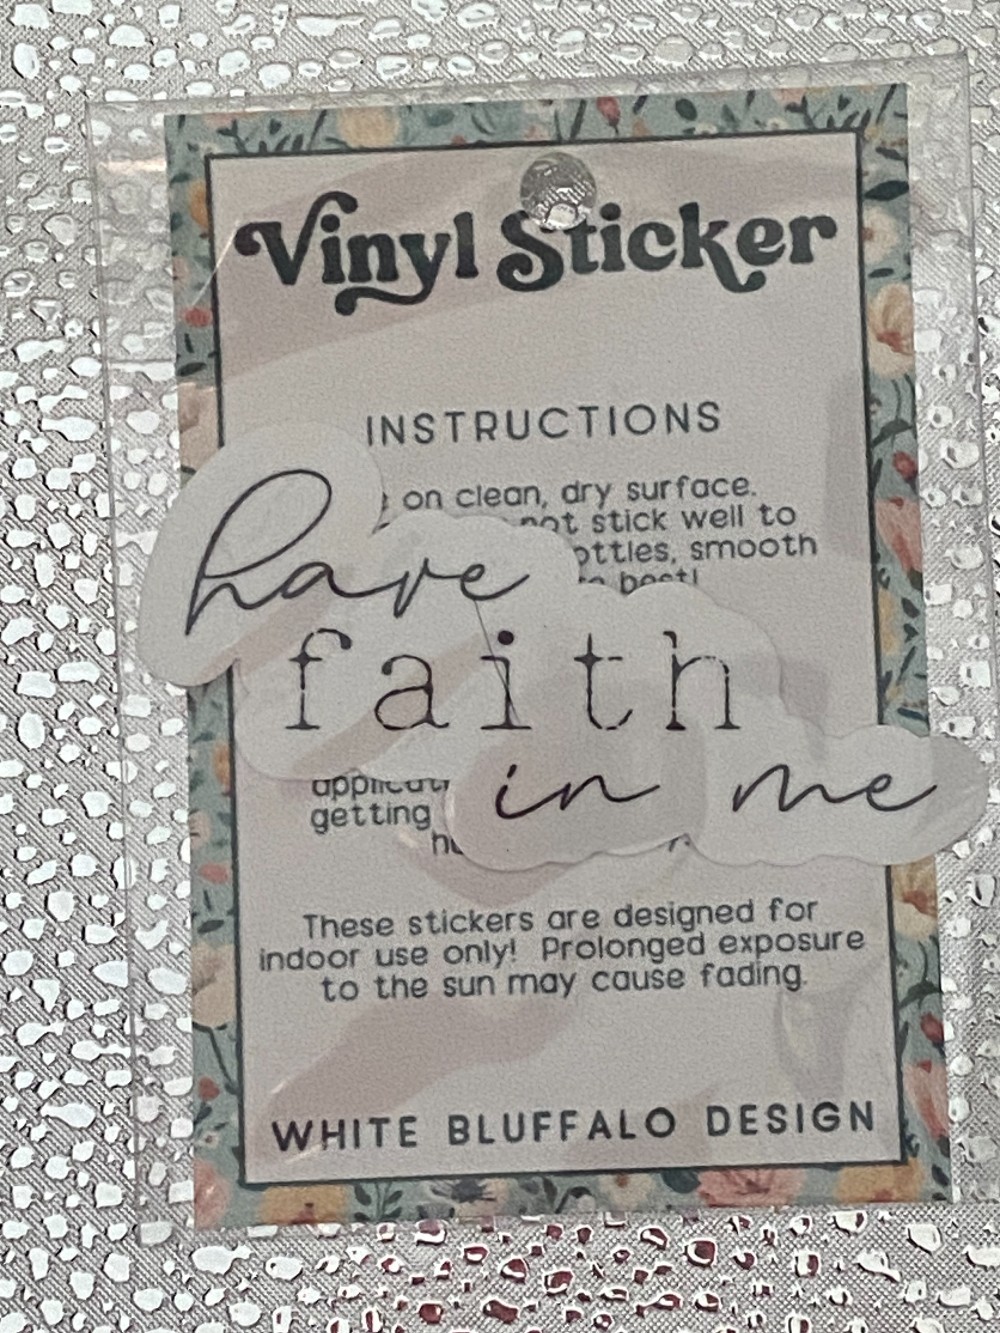 Vinyl Sticker
INSTRUCTIONS
on clean, dry surface.
not stick well to
smooth
have
faith
in me
getting
These stickers are designed for
indoor use only! Prolonged exposure
to the sun may cause fading.
WHITE BLUFFALO DESIGN